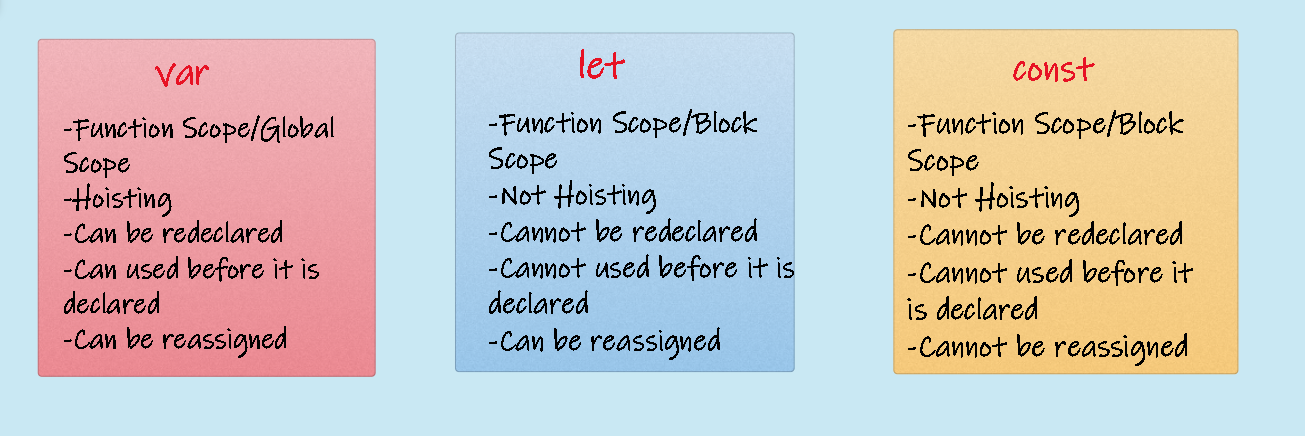 var
-Function Scope/Global
Scope
-Hoisting
-Can be redeclared
-Can used before it is
declared
-Can be reassigned
let
-Function Scope/Block
Scope
-Not Hoisting
-Cannot be redeclared
-Cannot used before it is
declared
-Can be reassigned
const
-Function Scope/Block
Scope
-Not Hoisting
-Cannot be redeclared
-Cannot used before it
is declared
-Cannot be reassigned